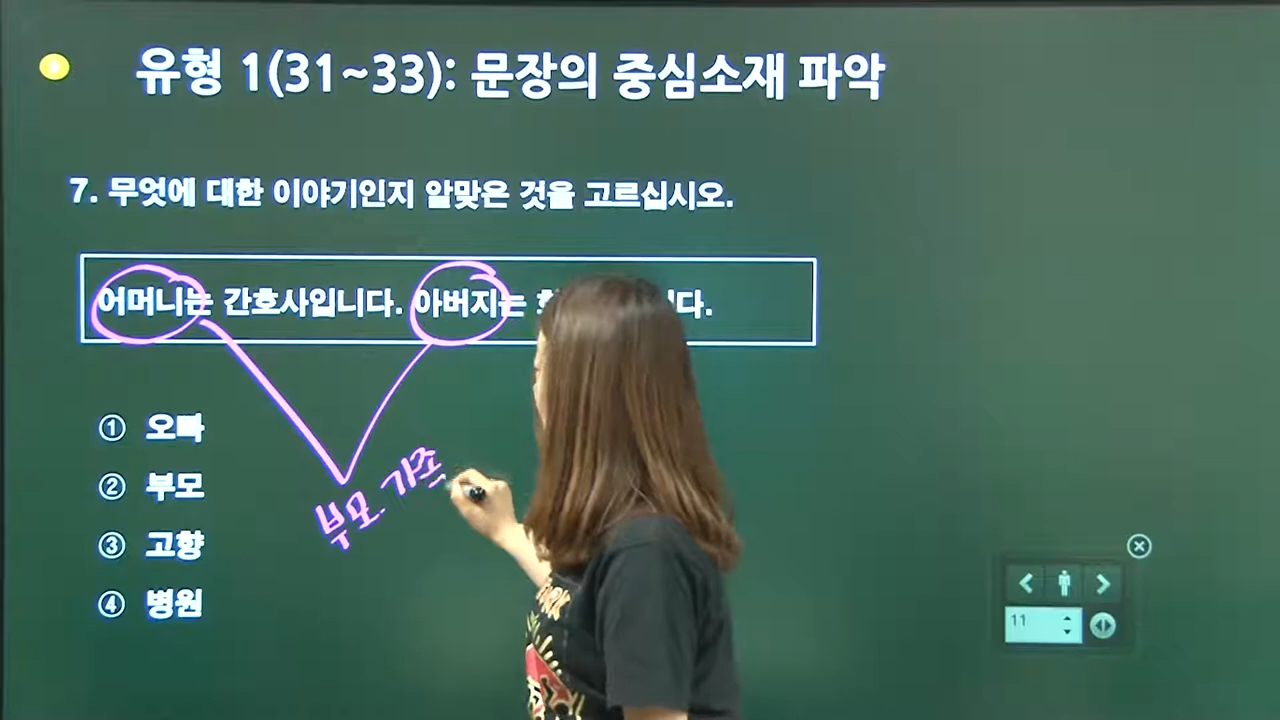 유형 1(31~33): 문장의 중심소재 파악
7. 무엇에 대한 이야기인지 알맞은 것을 고르십시오.
어머니는 간호사입니다. 아버지는 다.
① 오빠
② 부모
③ 고향
④ 병원
부모. 가조
11